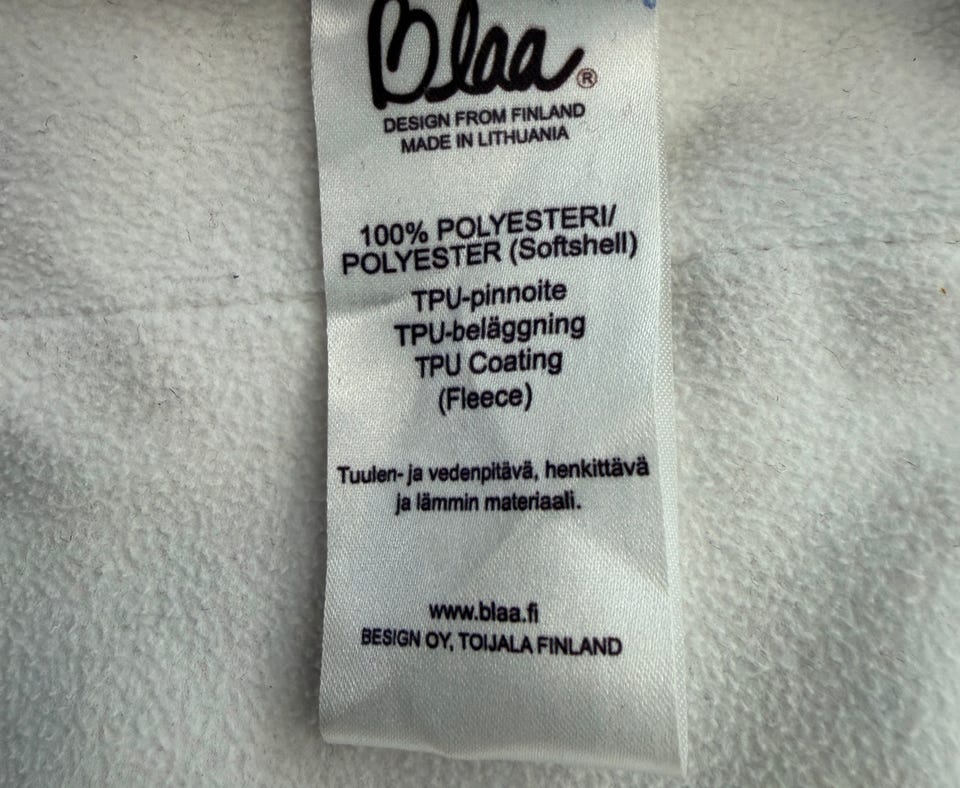 Blaa®
DESIGN FROM FINLAND
MADE IN LITHUANIA
100% POLYESTERI/
POLYESTER (Softshell)
TPU-pinnoite
TPU-beläggning
TPU Coating
(Fleece)
Tuulen- ja vedenpitävä, henkittävä
ja lämmin materiaali.
www.blaa.fi
BESIGN OY, TOIJALA FINLAND